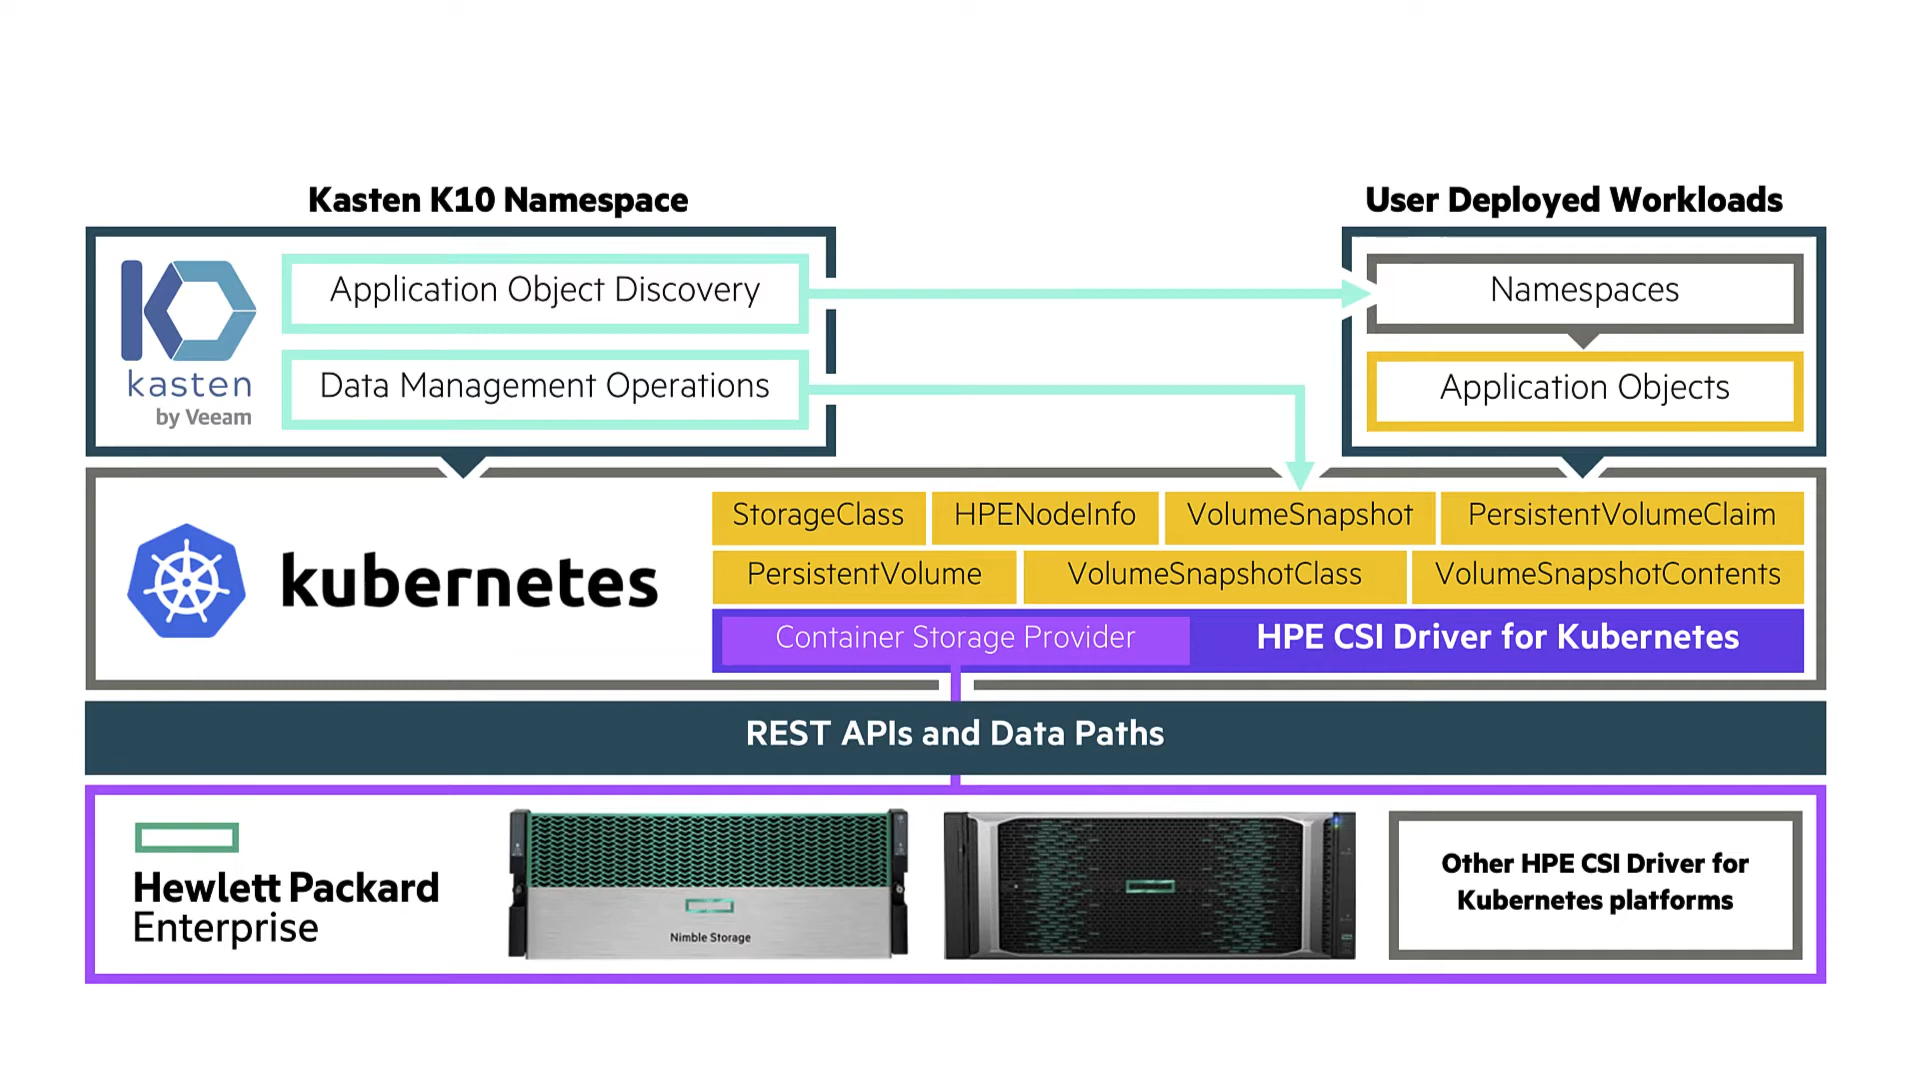 Kasten K10 Namespace
User Deployed Workloads
kasten
by Veeam
Application Object Discovery
Data Management Operations
Namespaces
Application Objects
kubernetes
StorageClass
HPENodeInfo
VolumeSnapshot
PersistentVolumeClaim
PersistentVolume
VolumeSnapshotClass
VolumeSnapshotContents
Container Storage Provider
HPE CSI Driver for Kubernetes
REST APIs and Data Paths
Hewlett Packard
Enterprise
Nimble Storage
Other HPE CSI Driver for
Kubernetes platforms